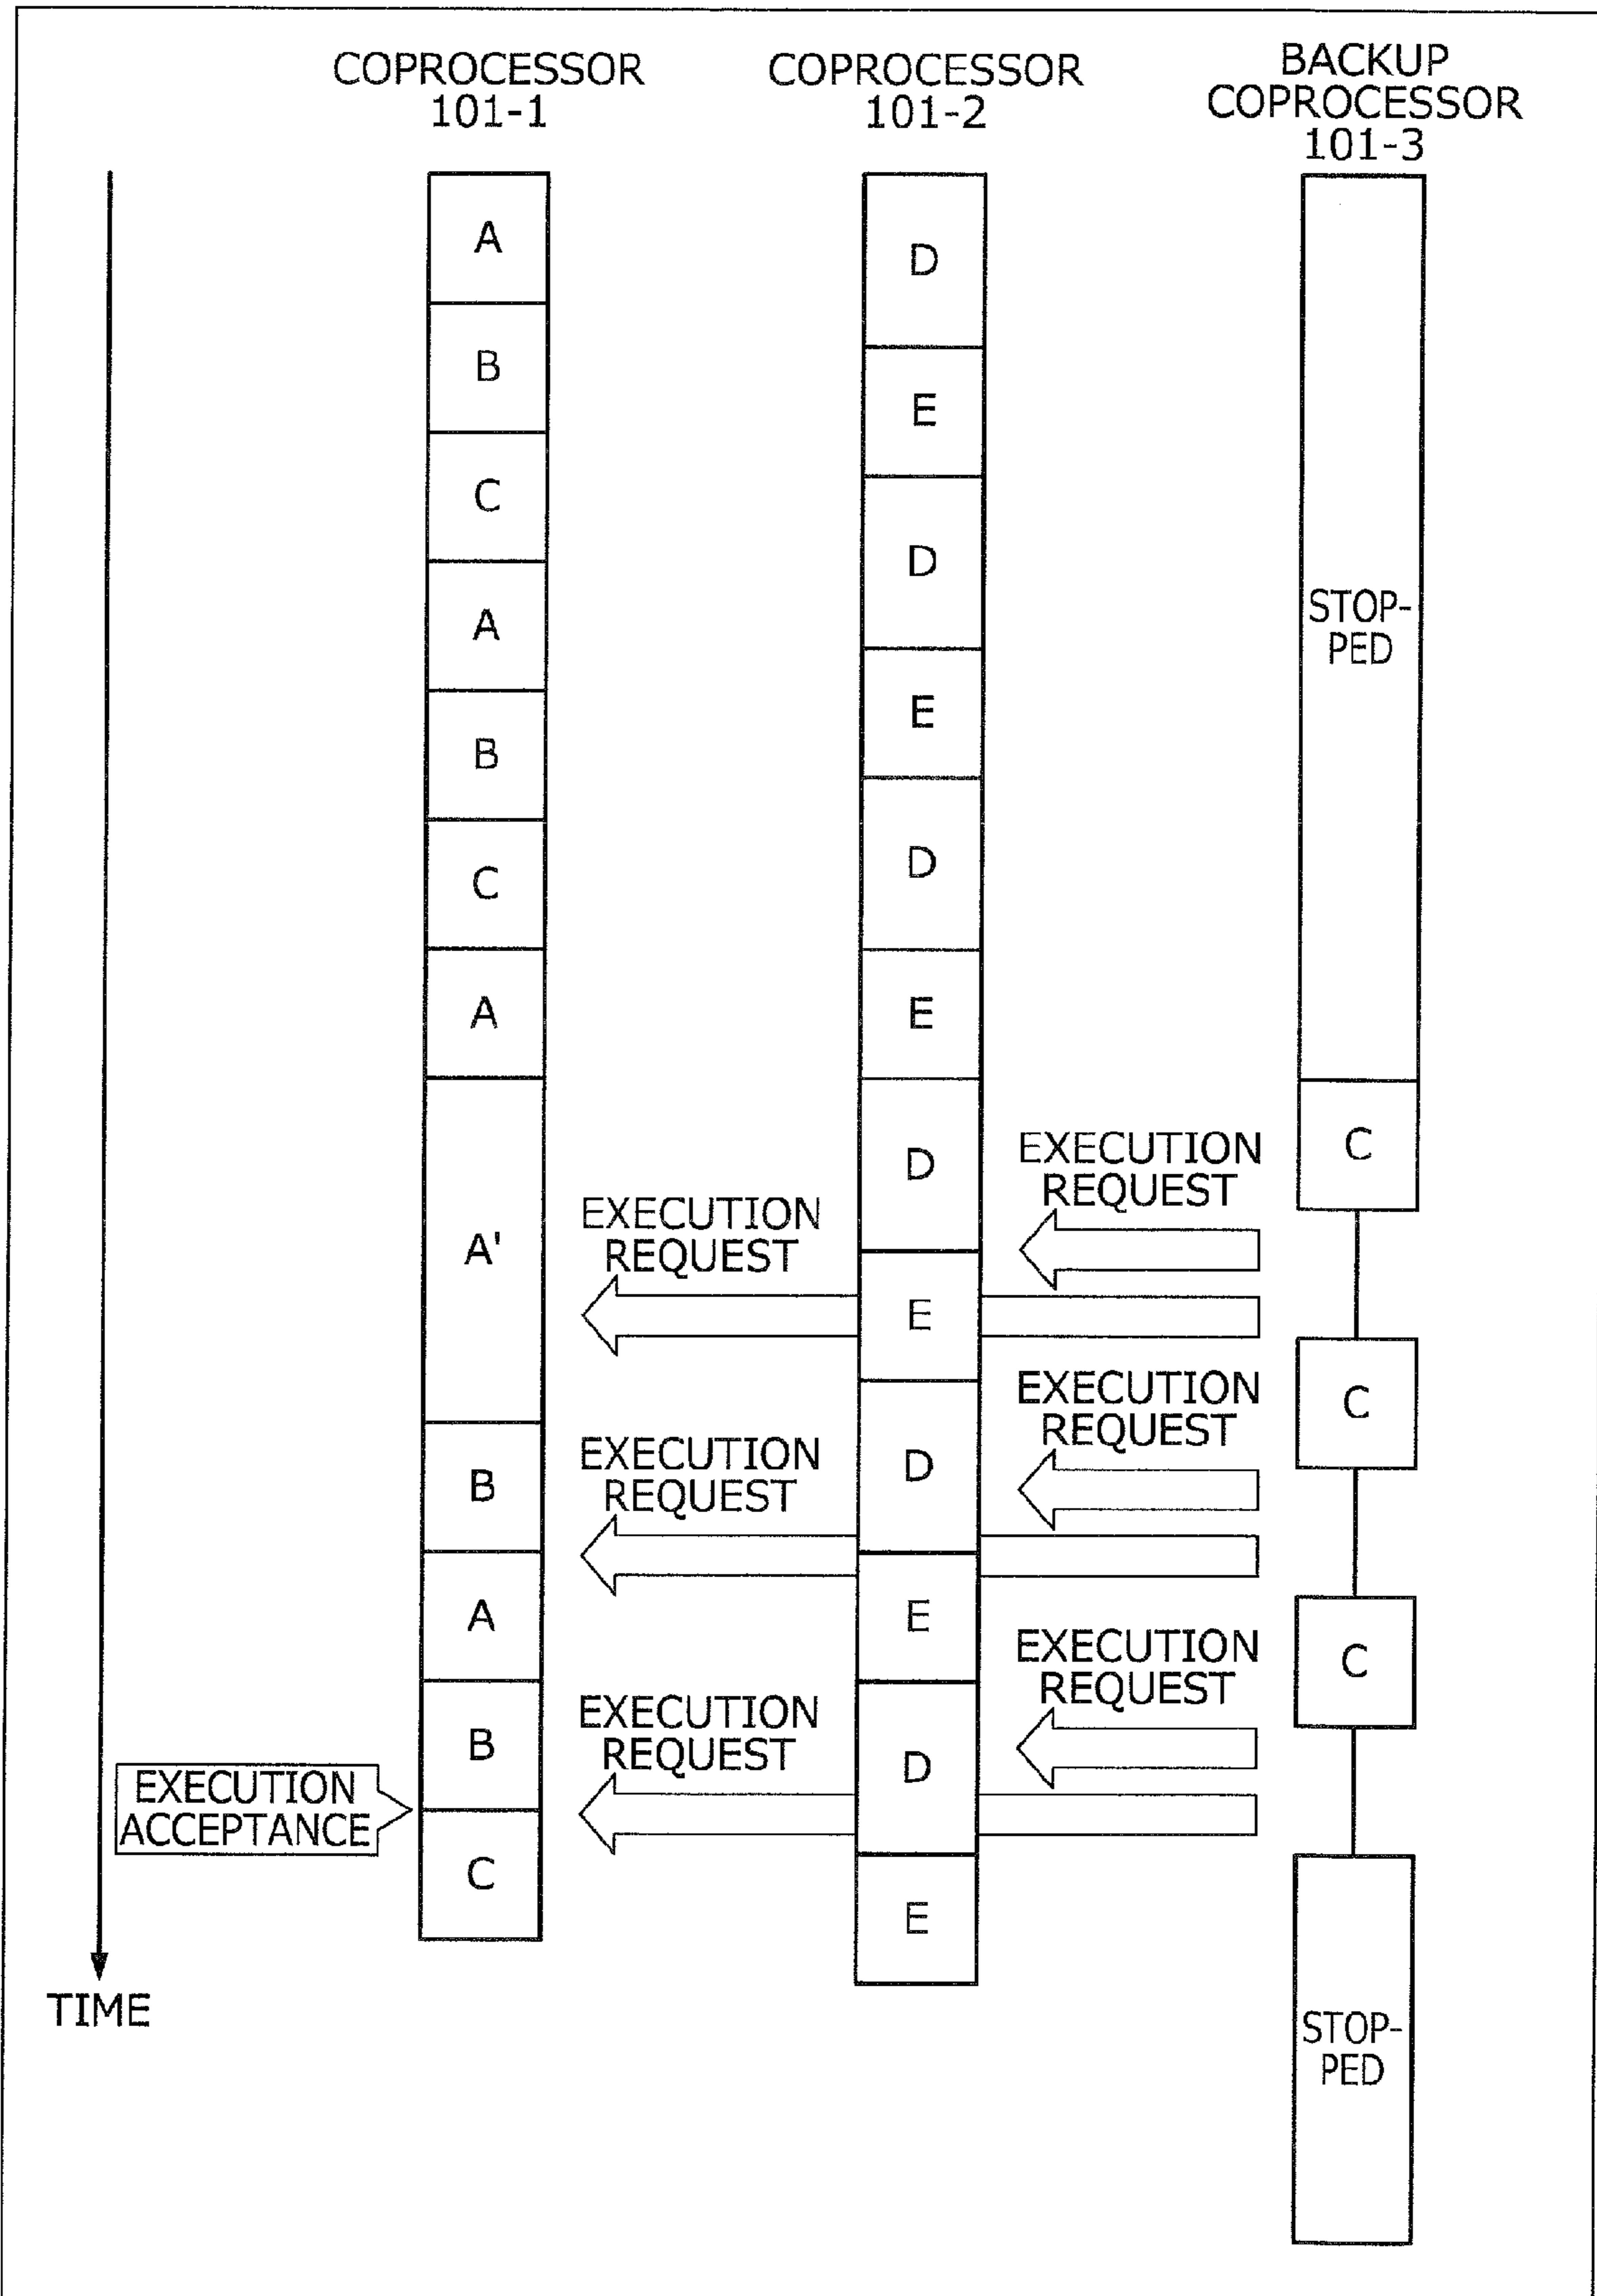 COPROCESSOR
101-1
COPROCESSOR
101-2
BACKUP
COPROCESSOR
101-3
A
D
B
E
C
D
STOP-
PED
A
E
B
D
C
E
A
C
D
EXECUTION
REQUEST
EXECUTION
REQUEST
A'
E
C
EXECUTION
REQUEST
EXECUTION
REQUEST
D
B
A
E
C
EXECUTION
REQUEST
EXECUTION
REQUEST
B
D
EXECUTION
ACCEPTANCE
C
E
TIME
STOP-
PED